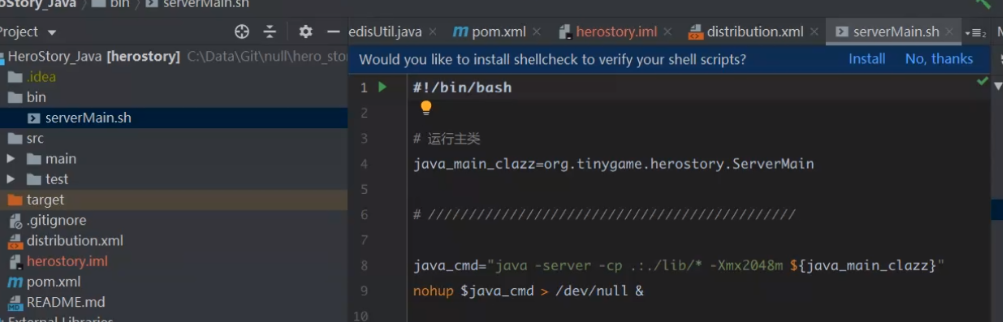 Story_Java bin serverMain.sh
Project
edisUtil.java pom.xml herostory.iml distribution.xml serverMain.sh
HeroStory_Java [herostory] C:\Data\Git\null\hero_sto
Would you like to install shellcheck to verify your shell scripts? Install No, thanks
.idea
bin
serverMain.sh
src
main
test
target
.gitignore
distribution.xml
herostory.iml
pom.xml
README.md
External Libraries
1 #!/bin/bash
2
3 # 运行主类
4 java_main_clazz=org.tinygame.herostory.ServerMain
5
6 # /////////////////////////////////////////////
7
8 java_cmd="java -server -cp .:./lib/* -Xmx2048m ${java_main_clazz}"
9 nohup $java_cmd > /dev/null &
10